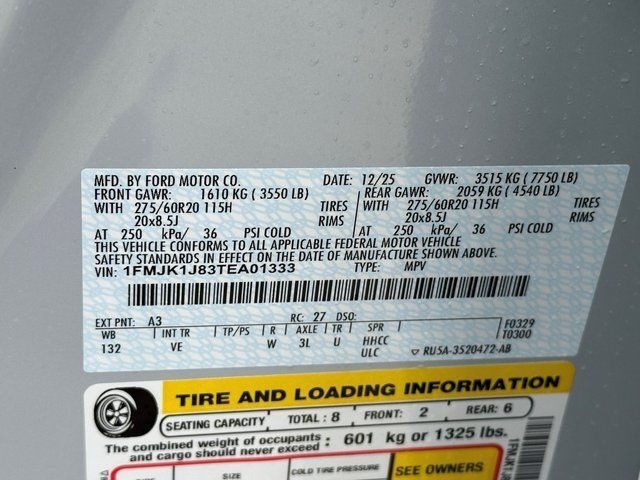 MFD. BY FORD MOTOR CO. DATE: 12/25 GVWR: 3515 KG ( 7750 LB)
FRONT GAWR: 1610 KG ( 3550 LB) REAR GAWR: 2059 KG ( 4540 LB)
WITH 275/60R20 115H TIRES WITH 275/60R20 115H TIRES
20x8.5J RIMS 20x8.5J RIMS
AT 250 kPa/ 36 PSI COLD AT 250 kPa/ 36 PSI COLD
THIS VEHICLE CONFORMS TO ALL APPLICABLE FEDERAL MOTOR VEHICLE
SAFETY STANDARDS IN EFFECT ON THE DATE OF MANUFACTURE SHOWN ABOVE.
VIN: 1FMJK1J83TEA01333 TYPE: MPV
EXT PNT: A3 RC: 27 DSO:
WB INT TR TP/PS R AXLE TR SPR F0329
132 VE W 3L U HHCC T0300
ULC ▽ RU5A-3520472-AB
TIRE AND LOADING INFORMATION
SEATING CAPACITY TOTAL : 8 FRONT: 2 REAR: 6
The combined weight of occupants : 601 kg or 1325 lbs.
and cargo should never exceed
SIZE COLD TIRE PRESSURE SEE OWNERS